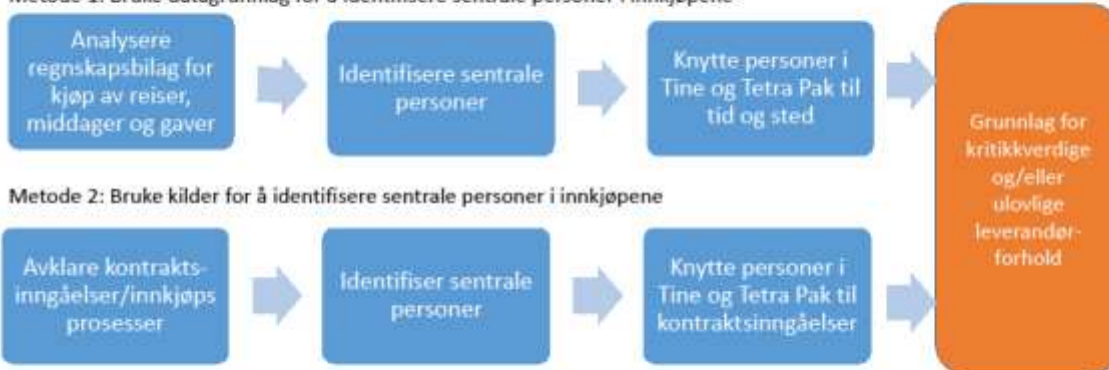 Metode 1: Bruke datagrunnlag for å identifisere sentrale personer i innkjøpene
Analysere
regnskapsbilag for
kjøp av reiser,
middager og gaver
Identifisere sentrale
personer
Knytte personer i
Tine og Tetra Pak til
tid og sted
Grunnlag for
kritikkverdige
og/eller
ulovlige
leverandør-
forhold
Metode 2: Bruke kilder for å identifisere sentrale personer i innkjøpene
Avklare kontrakts-
inngåelser/innkjøps
prosesser
Identifiser sentrale
personer
Knytte personer i
Tine og Tetra Pak til
kontraktsinngåelser